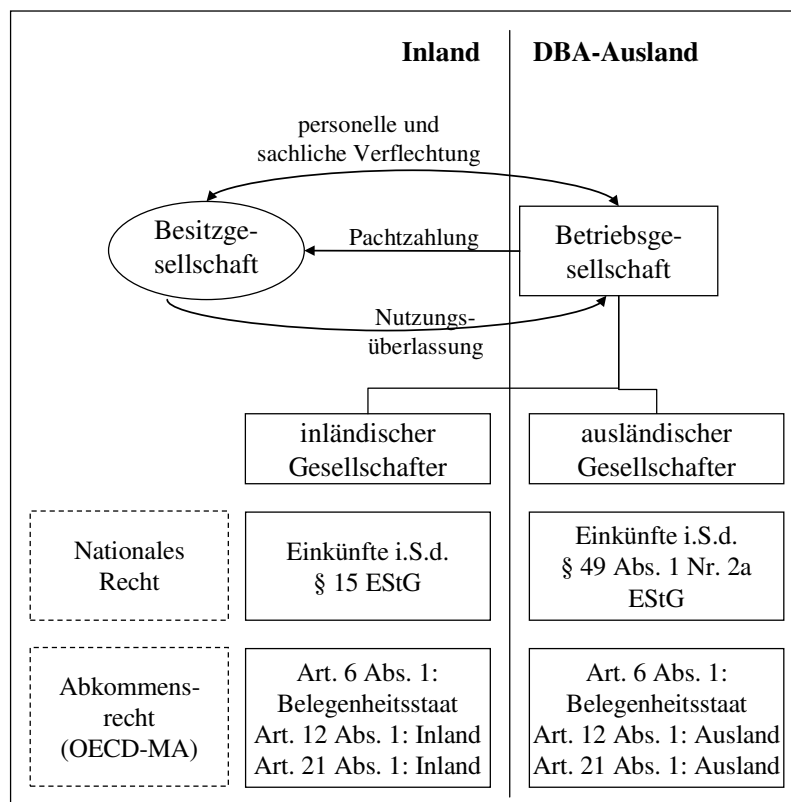 Inland
DBA-Ausland
personelle und
sachliche Verflechtung
Besitzge-
sellschaft
Pachtzahlung
Betriebsge-
sellschaft
Nutzungs-
überlassung
inländischer
Gesellschafter
ausländischer
Gesellschafter
Nationales
Recht
Einkünfte i.S.d.
§ 15 EStG
Einkünfte i.S.d.
§ 49 Abs. 1 Nr. 2a
EStG
Abkommens-
recht
(OECD-MA)
Art. 6 Abs. 1:
Belegenheitsstaat
Art. 12 Abs. 1: Inland
Art. 21 Abs. 1: Inland
Art. 6 Abs. 1:
Belegenheitsstaat
Art. 12 Abs. 1: Ausland
Art. 21 Abs. 1: Ausland